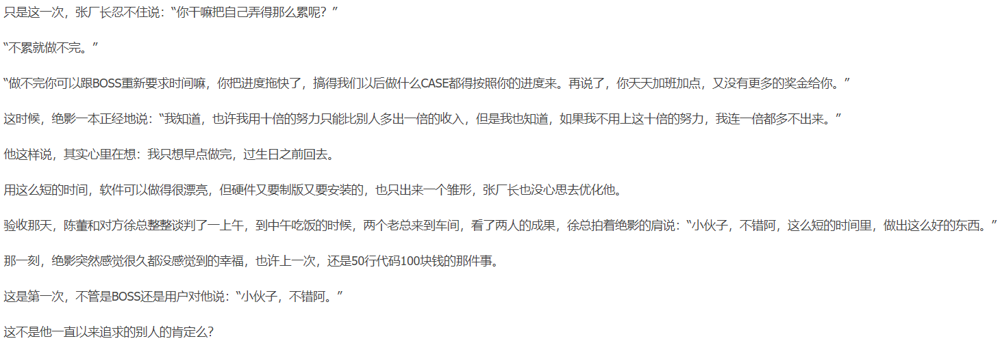 只是这一次，张厂长忍不住说：“你干嘛把自己弄得那么累呢？”
“不累就做不完。”
“做不完你可以跟BOSS重新要求时间嘛，你把进度拖快了，搞得我们以后做什么CASE都得按照你的进度来。再说了，你天天加班加点，又没有更多的奖金给你。”
这时候，绝影一本正经地说：“我知道，也许我用十倍的努力只能比别人多出一倍的收入，但是我也知道，如果我不用上这十倍的努力，我连一倍都多不出来。”
他这样说，其实心里在想：我只想早点做完，过生日之前回去。
用这么短的时间，软件可以做得很漂亮，但硬件又要制版又要安装的，也只出来一个雏形，张厂长也没心思去优化他。
验收那天，陈董和对方徐总整整谈判了一上午，到中午吃饭的时候，两个老总来到车间，看了两人的成果，徐总拍着绝影的肩说：“小伙子，不错阿，这么短的时间里，做出这么好的东西。”
那一刻，绝影突然感觉很久都没感觉到的幸福，也许上一次，还是50行代码100块钱的那件事。
这是第一次，不管是BOSS还是用户对他说：“小伙子，不错阿。”
这不是他一直以来追求的别人的肯定么？